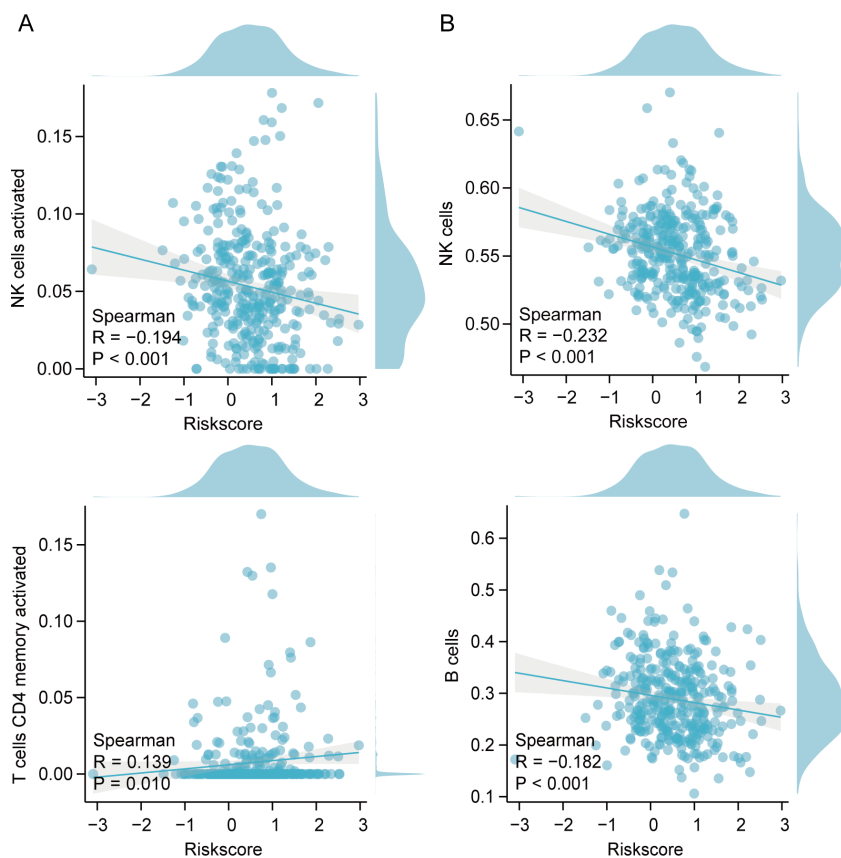 A
NK cells activated
0.15
0.10
0.05
0.00
Spearman
R = −0.194
P < 0.001
−3 −2 −1 0 1 2 3
Riskscore
B
NK cells
0.65
0.60
0.55
0.50
Spearman
R = −0.232
P < 0.001
−3 −2 −1 0 1 2 3
Riskscore
T cells CD4 memory activated
0.15
0.10
0.05
0.00
Spearman
R = 0.139
P = 0.010
−3 −2 −1 0 1 2 3
Riskscore
B cells
0.6
0.5
0.4
0.3
0.2
0.1
Spearman
R = −0.182
P < 0.001
−3 −2 −1 0 1 2 3
Riskscore